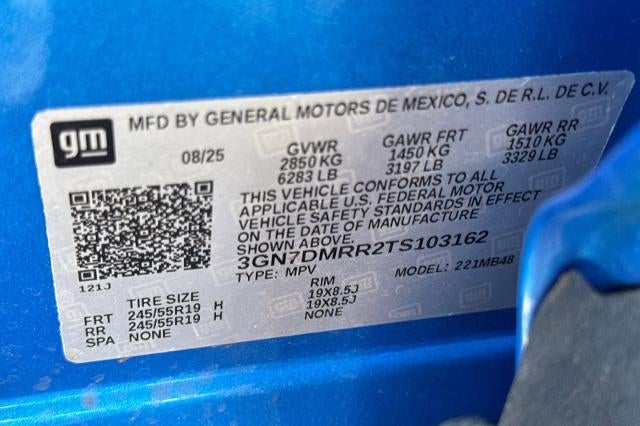 gm
MFD BY GENERAL MOTORS DE MEXICO, S. DE R.L. DE C.V.
08/25 GVWR GAWR FRT GAWR RR
2850 KG 1450 KG 1510 KG
6283 LB 3197 LB 3329 LB
THIS VEHICLE CONFORMS TO ALL
APPLICABLE U.S. FEDERAL MOTOR
VEHICLE SAFETY STANDARDS IN EFFECT
ON THE DATE OF MANUFACTURE
SHOWN ABOVE.
3GN7DMRR2TS103162
TYPE: MPV MODEL: 221MB48
121J
TIRE SIZE RIM
FRT 245/55R19 H 19X8.5J
RR 245/55R19 H 19X8.5J
SPA NONE NONE